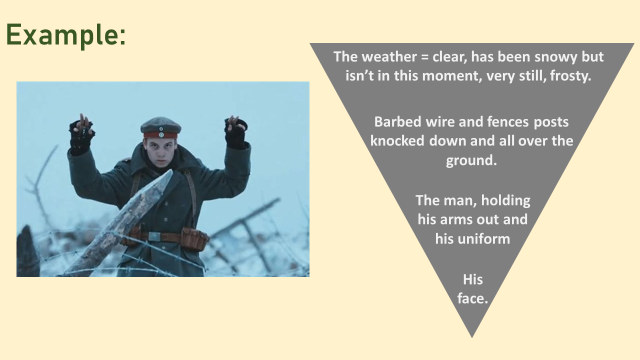 Example:
The weather = clear, has been snowy but
isn't in this moment, very still, frosty.
Barbed wire and fences posts
knocked down and all over the
ground.
The man, holding
his arms out and
his uniform
His
face.